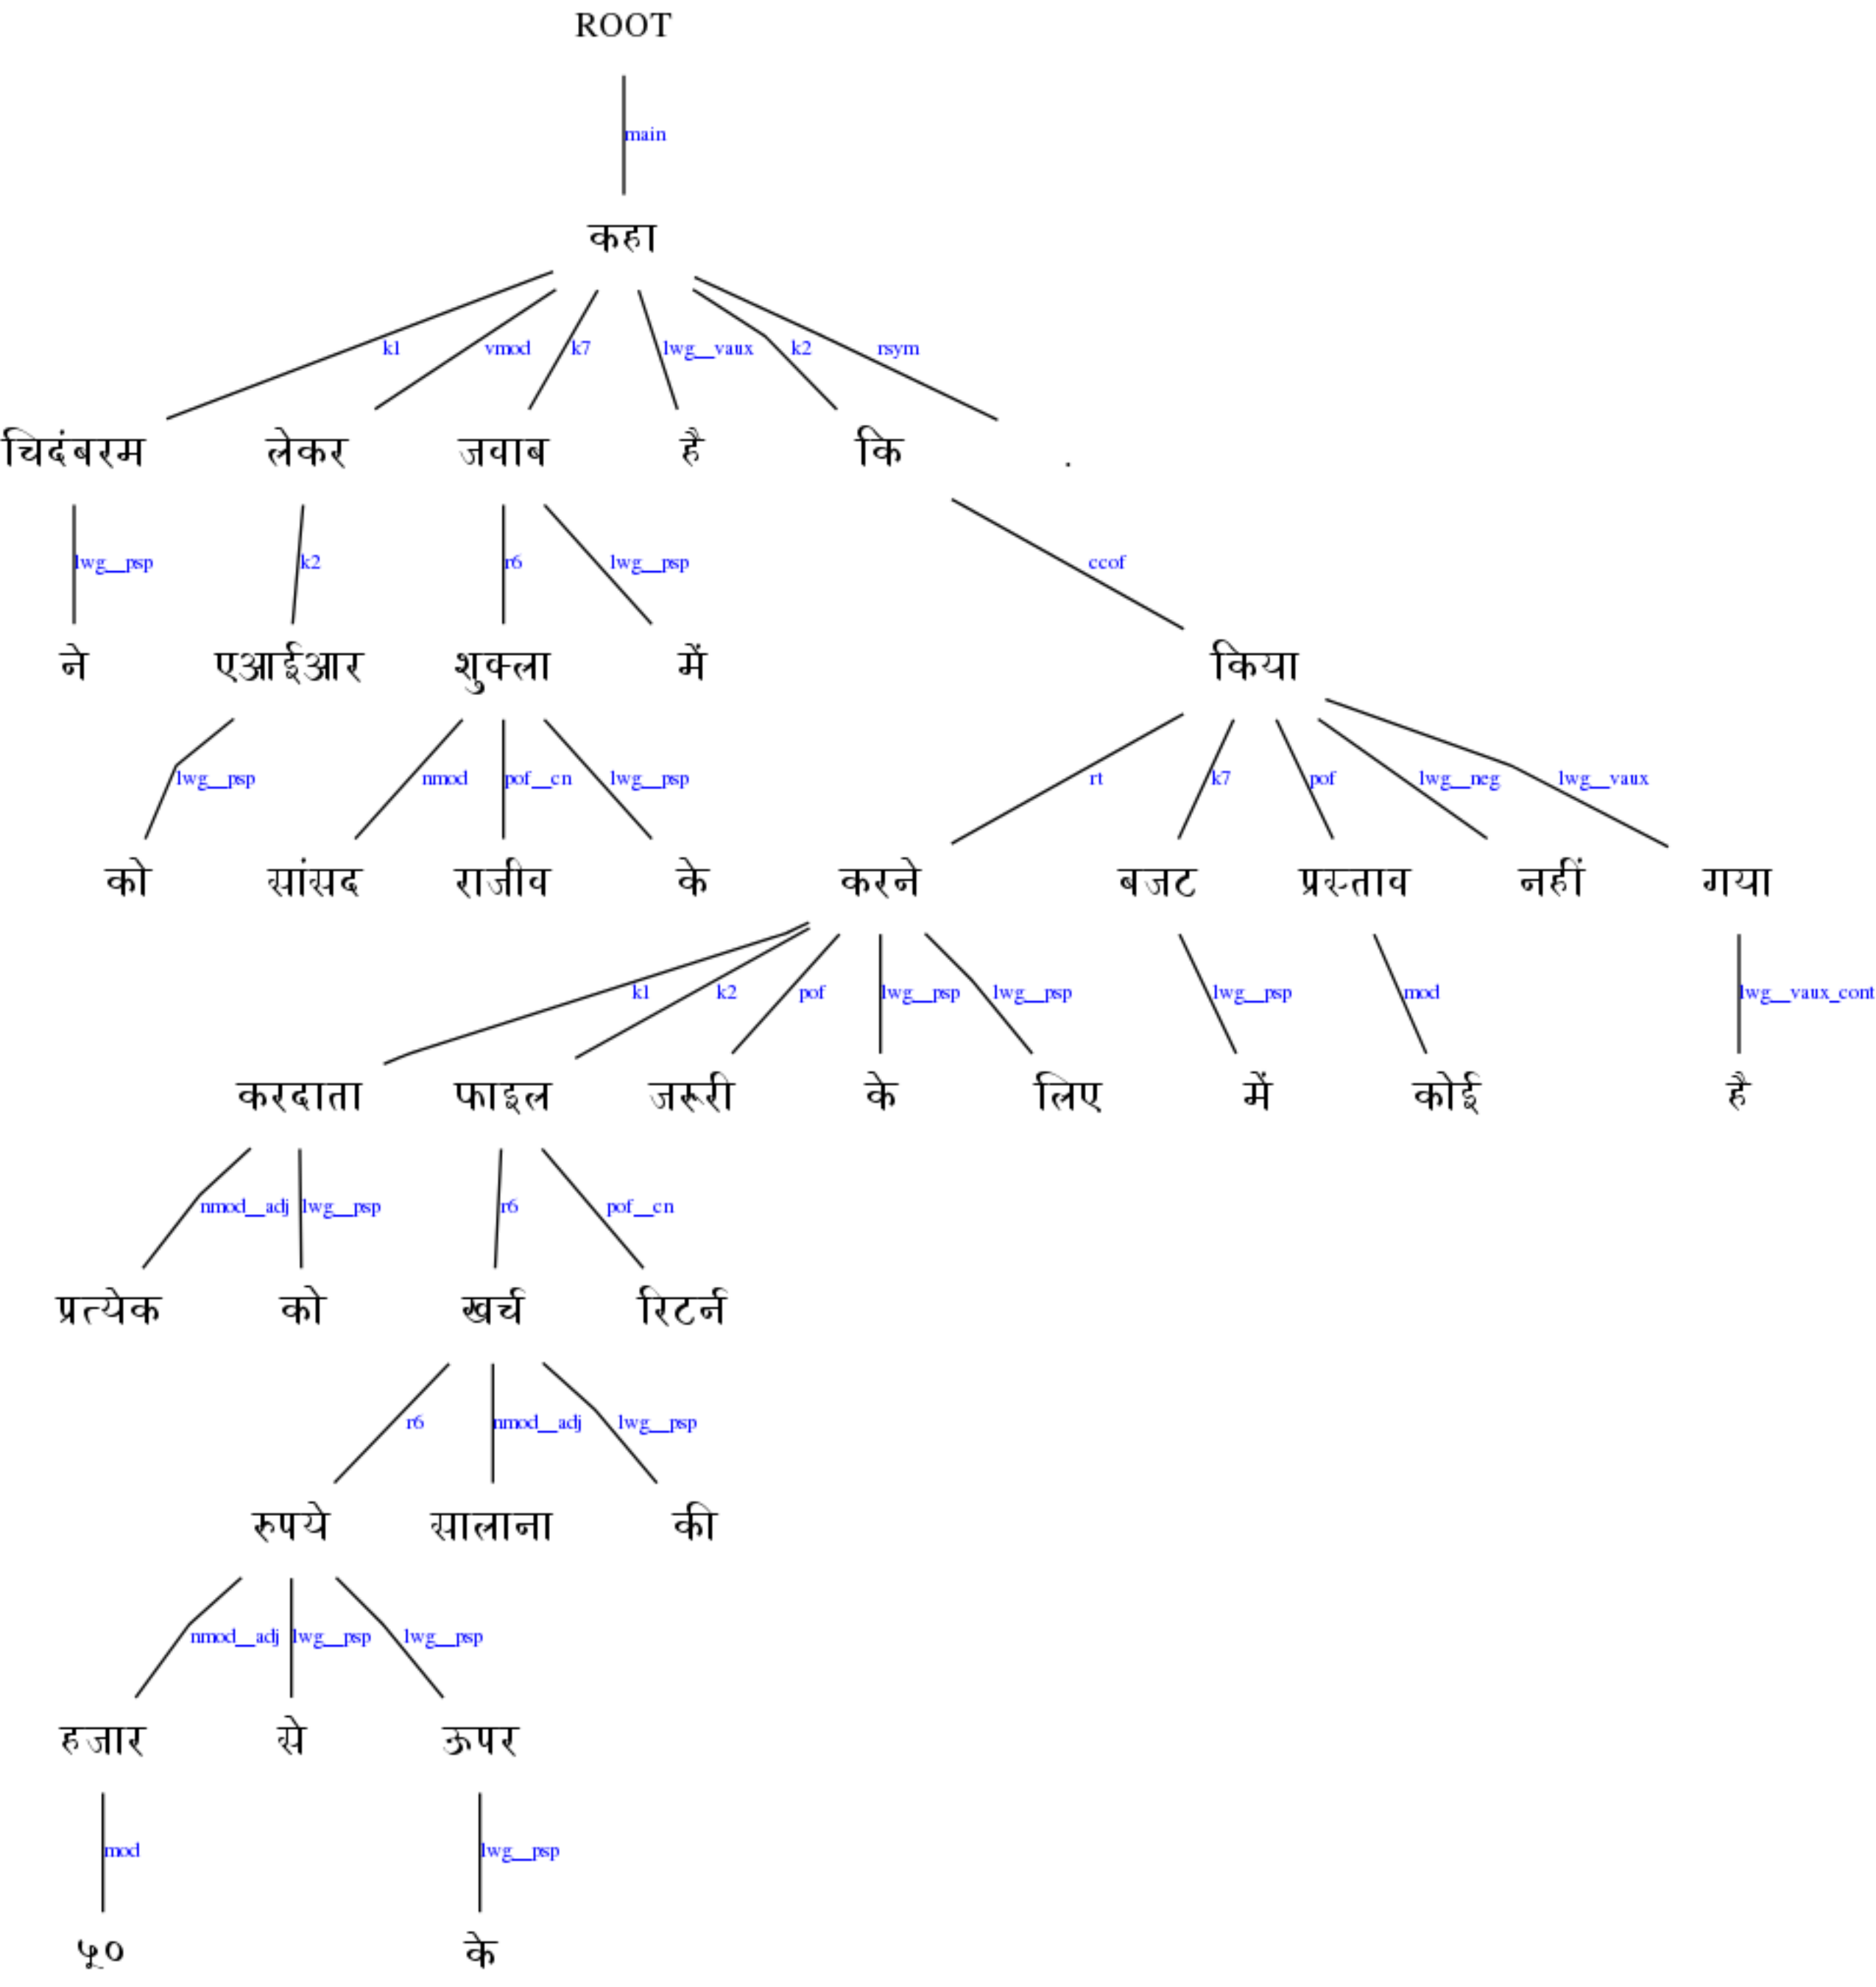 ROOT
main
कहा
k1 vmod k7 lwg__vaux k2 rsym
चिदंबरम लेकर जवाब है कि .
lwg__psp k2 r6 lwg__psp ccof
ने एआईआर शुक्ला में किया
lwg__psp nmod pof__cn lwg__psp rt k7 pof lwg__neg lwg__vaux
को सांसद राजीव के करने बजट प्रस्ताव नहीं गया
k1 k2 pof lwg__psp lwg__psp lwg__psp mod lwg__vaux_cont
करदाता फाइल जरूरी के लिए में कोई है
nmod__adj lwg__psp r6 pof__cn
प्रत्येक को खर्च रिटर्न
r6 nmod__adj lwg__psp
रुपये सालाना की
nmod__adj lwg__psp lwg__psp
हजार से ऊपर
mod lwg__psp
५० के